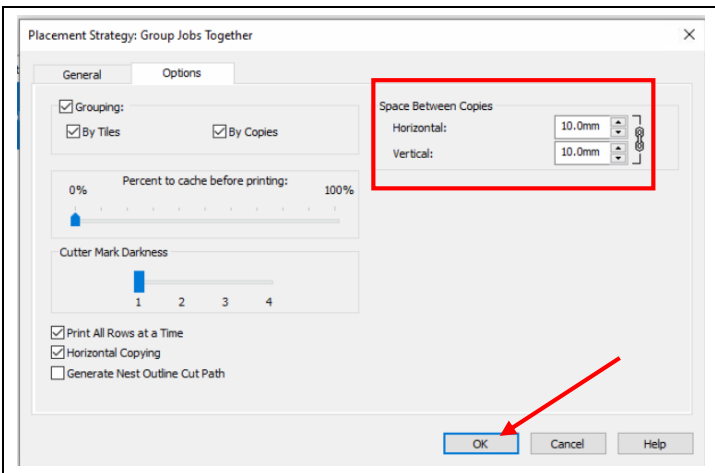 Placement Strategy: Group Jobs Together
General Options
Grouping:
By Tiles By Copies
Space Between Copies
Horizontal: 10.0mm
Vertical: 10.0mm
Percent to cache before printing:
0% 100%
Cutter Mark Darkness
1 2 3 4
Print All Rows at a Time
Horizontal Copying
Generate Nest Outline Cut Path
OK Cancel Help